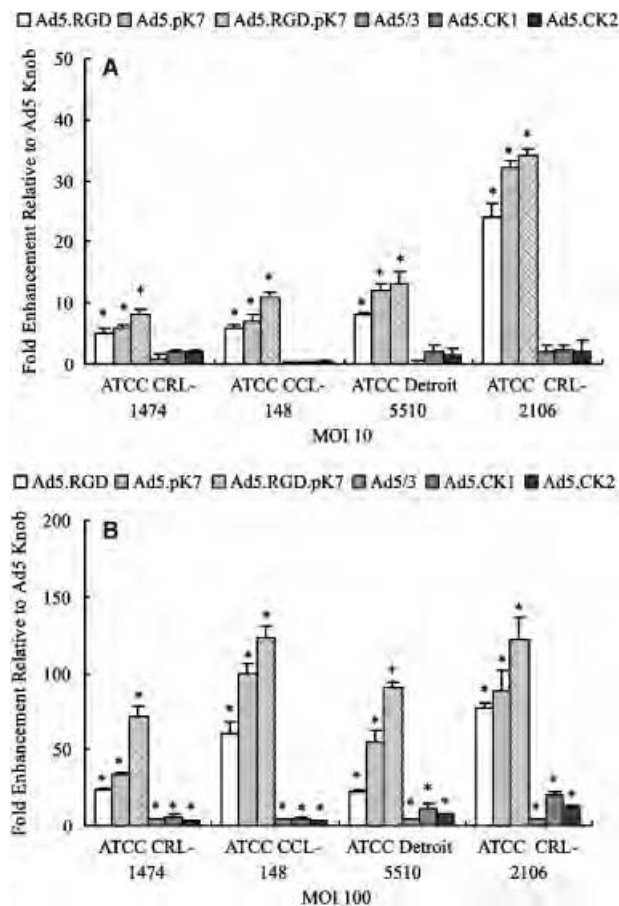 Ad5.RGD Ad5.pK7 Ad5.RGD.pK7 Ad5/3 Ad5.CK1 Ad5.CK2
A
Fold Enhancement Relative to Ad5 Knob
50
40
30
20
10
0
* * +
* * *
* + *
* * *
ATCC CRL- ATCC CCL- ATCC Detroit ATCC CRL-
1474 148 5510 2106
MOI 10
Ad5.RGD Ad5.pK7 Ad5.RGD.pK7 Ad5/3 Ad5.CK1 Ad5.CK2
B
Fold Enhancement Relative to Ad5 Knob
200
150
100
50
0
* * * * * *
* * * * * *
* * + * * *
* * * * * *
ATCC CRL- ATCC CCL- ATCC Detroit ATCC CRL-
1474 148 5510 2106
MOI 100